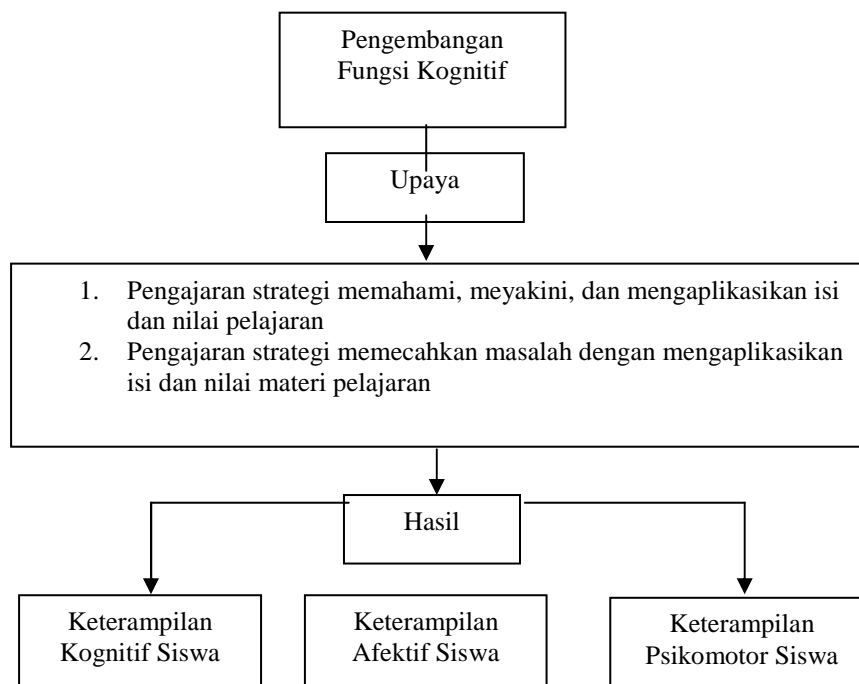 Pengembangan
Fungsi Kognitif
Upaya
1. Pengajaran strategi memahami, meyakini, dan mengaplikasikan isi
dan nilai pelajaran
2. Pengajaran strategi memecahkan masalah dengan mengaplikasikan
isi dan nilai materi pelajaran
Hasil
Keterampilan
Kognitif Siswa
Keterampilan
Afektif Siswa
Keterampilan
Psikomotor Siswa